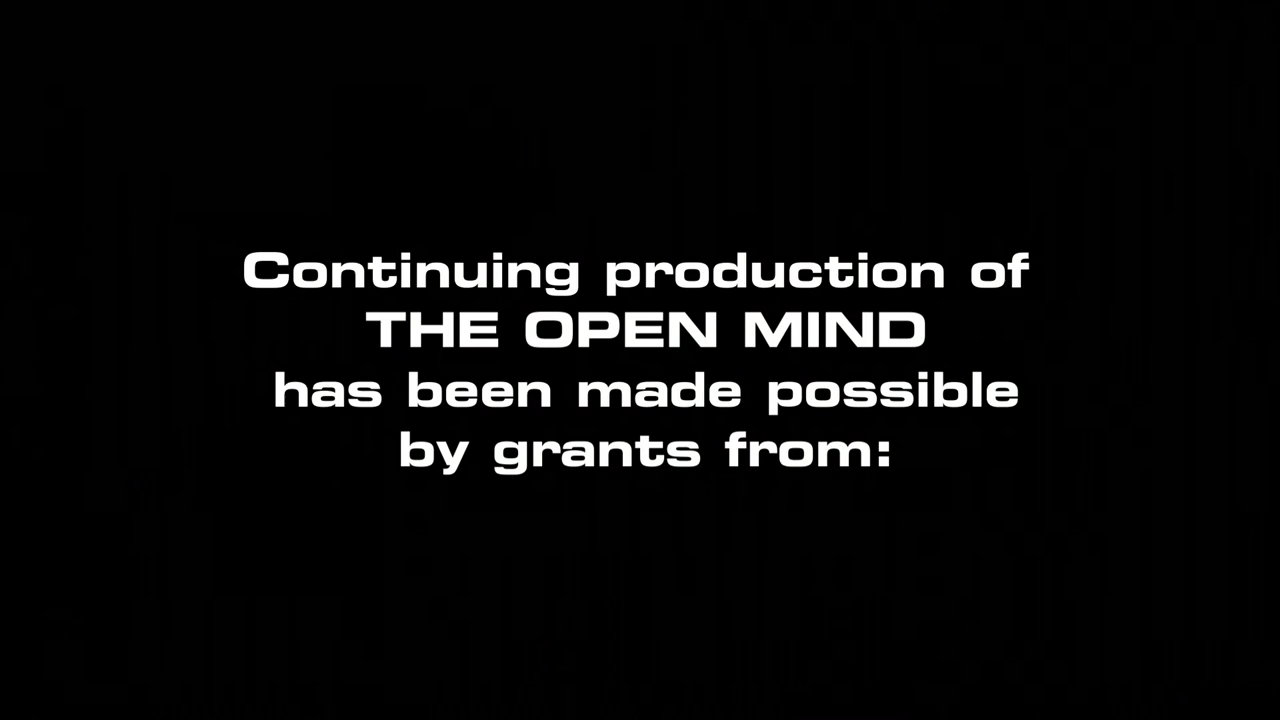 Continuing production of
THE OPEN MIND
has been made possible
by grants from: